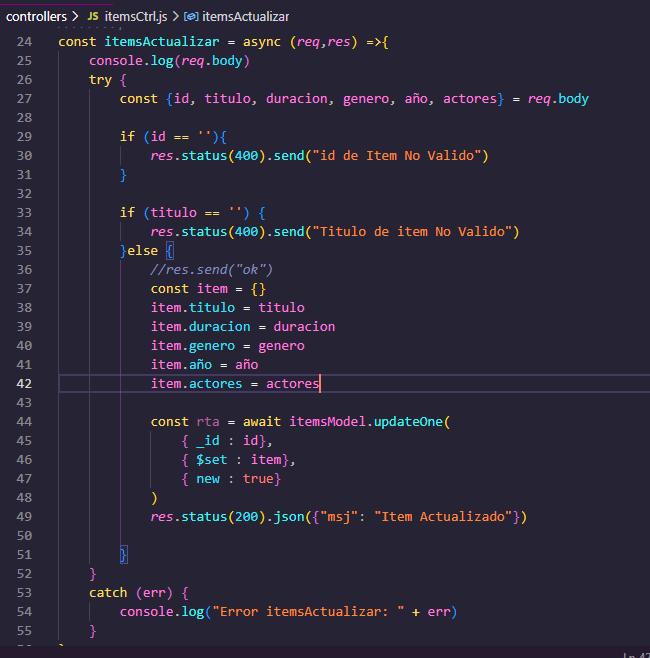 controllers > JS itemsCtrl.js > itemsActualizar
24 const itemsActualizar = async (req,res) =>{
25 console.log(req.body)
26 try {
27 const {id, titulo, duracion, genero, año, actores} = req.body
28
29 if (id == ''){
30 res.status(400).send("id de Item No Valido")
31 }
32
33 if (titulo == '') {
34 res.status(400).send("Titulo de item No Valido")
35 }else {
36 //res.send("ok")
37 const item = {}
38 item.titulo = titulo
39 item.duracion = duracion
40 item.genero = genero
41 item.año = año
42 item.actores = actores
43
44 const rta = await itemsModel.updateOne(
45 { _id : id},
46 { $set : item},
47 { new : true}
48 )
49 res.status(200).json({"msj": "Item Actualizado"})
50
51 }
52 }
53 catch (err) {
54 console.log("Error itemsActualizar: " + err)
55 }